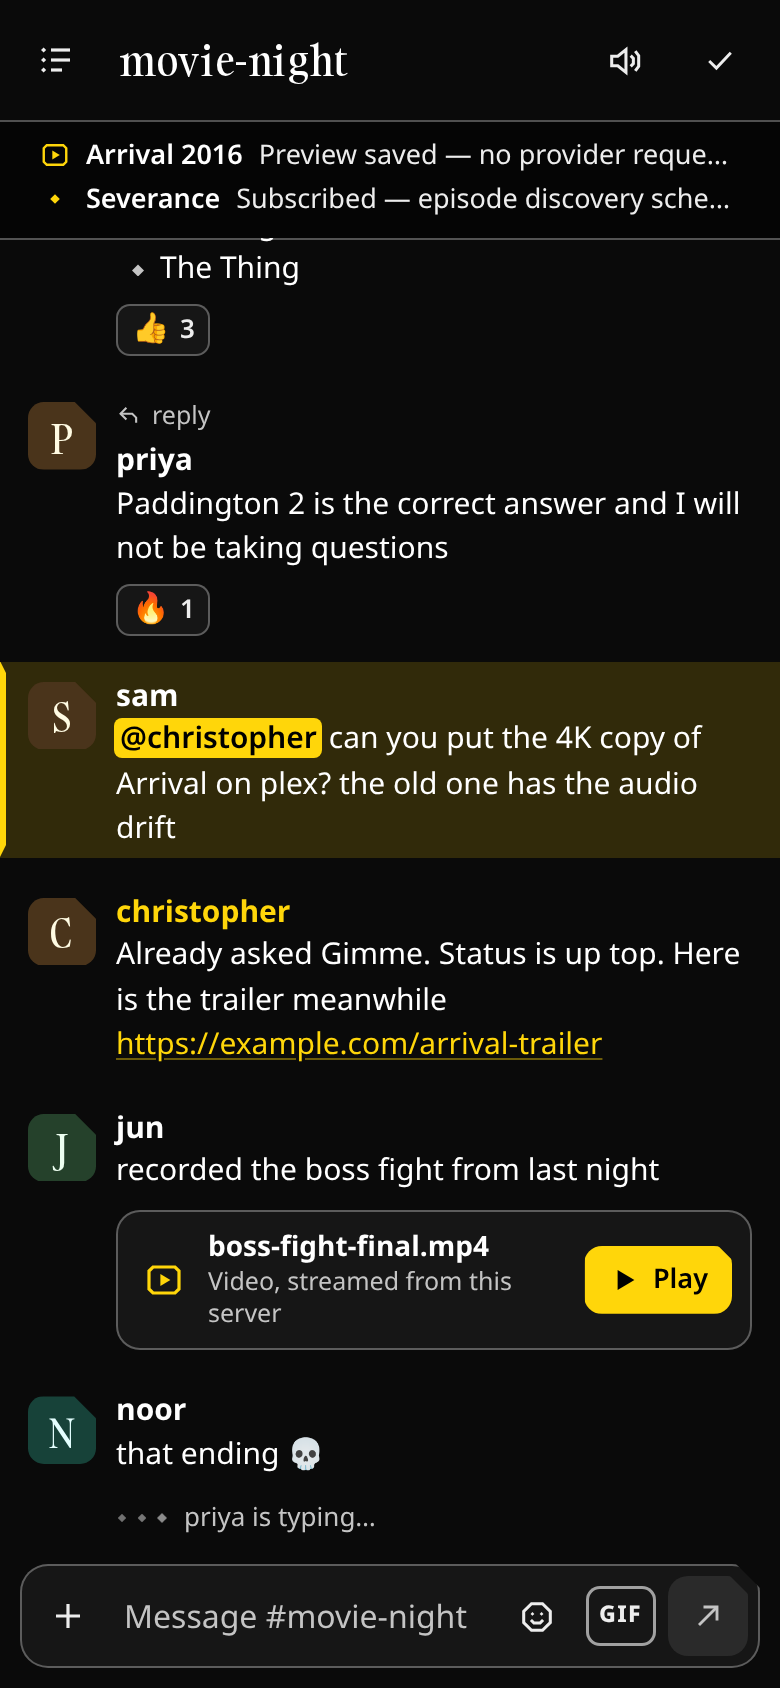 movie-night
Arrival 2016 Preview saved — no provider reque...
Severance Subscribed — episode discovery sche...
The Thing
👍 3
P
reply
priya
Paddington 2 is the correct answer and I will
not be taking questions
🔥 1
S
sam
@christopher can you put the 4K copy of
Arrival on plex? the old one has the audio
drift
C
christopher
Already asked Gimme. Status is up top. Here
is the trailer meanwhile
https://example.com/arrival-trailer
J
jun
recorded the boss fight from last night
boss-fight-final.mp4
Video, streamed from this
server
Play
N
noor
that ending 💀
priya is typing...
Message #movie-night
GIF